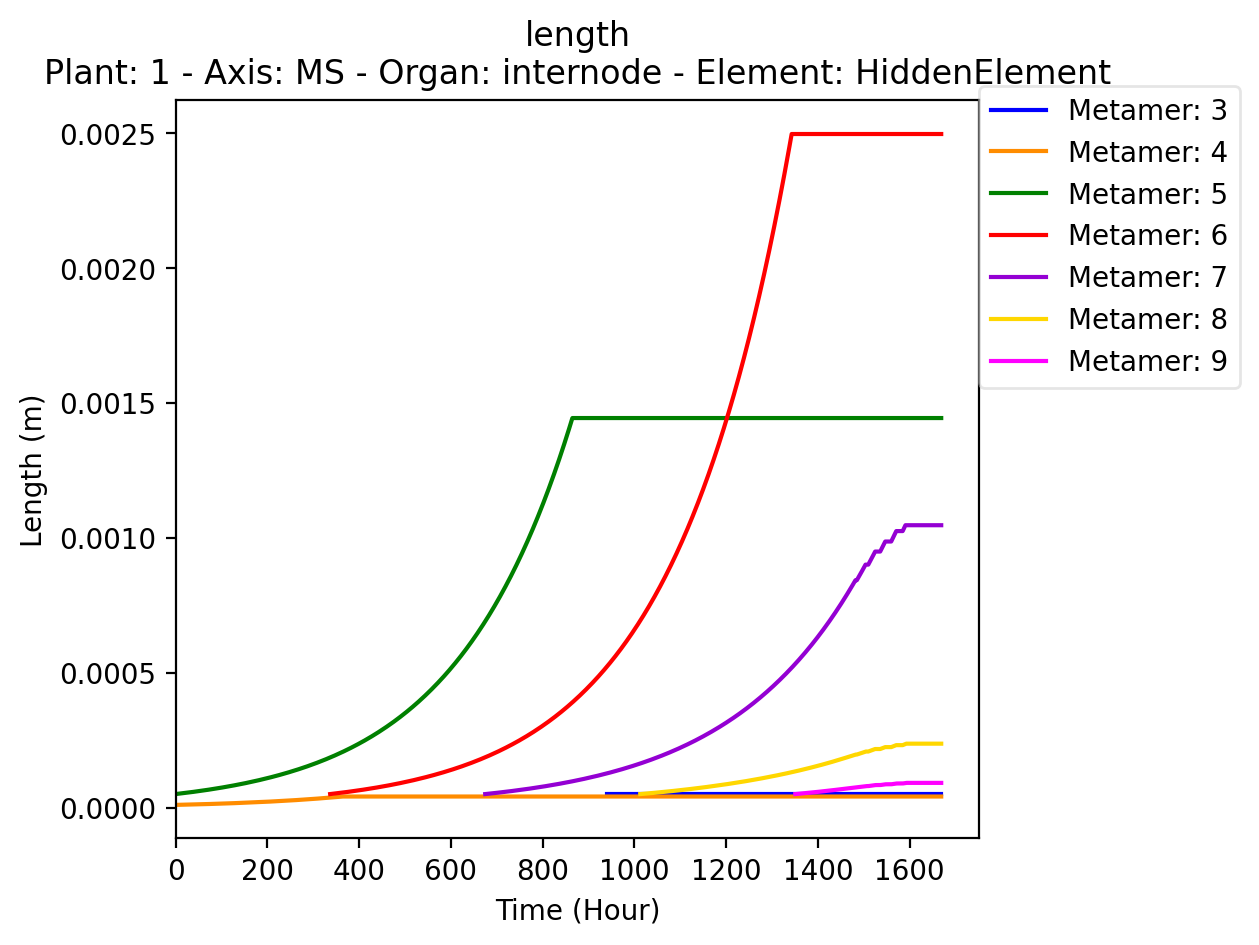 length
Plant: 1 - Axis: MS - Organ: internode - Element: HiddenElement
Metamer: 3
Metamer: 4
Metamer: 5
Metamer: 6
Metamer: 7
Metamer: 8
Metamer: 9
0.0025
0.0020
0.0015
0.0010
0.0005
0.0000
Length (m)
0 200 400 600 800 1000 1200 1400 1600
Time (Hour)